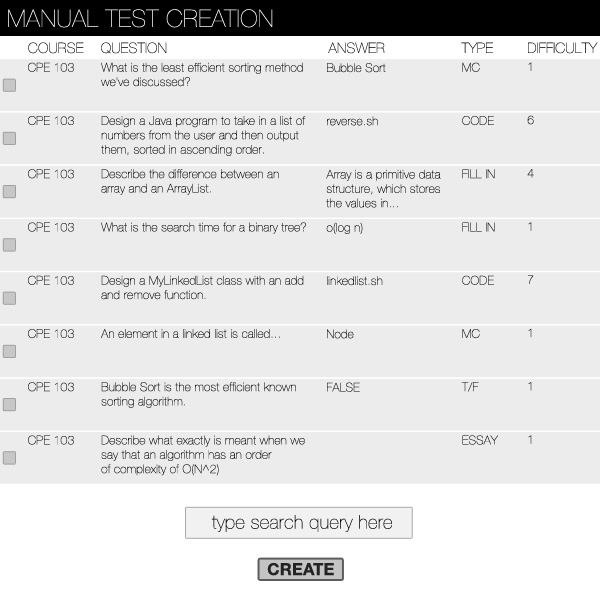 MANUAL TEST CREATION
COURSE QUESTION ANSWER TYPE DIFFICULTY
CPE 103 What is the least efficient sorting method Bubble Sort MC 1
we've discussed?
CPE 103 Design a Java program to take in a list of reverse.sh CODE 6
numbers from the user and then output
them, sorted in ascending order.
CPE 103 Describe the difference between an Array is a primitive data FILL IN 4
array and an ArrayList. structure, which stores
the values in...
CPE 103 What is the search time for a binary tree? o(log n) FILL IN 1
CPE 103 Design a MyLinkedList class with an add linkedlist.sh CODE 7
and remove function.
CPE 103 An element in a linked list is called... Node MC 1
CPE 103 Bubble Sort is the most efficient known FALSE T/F 1
sorting algorithm.
CPE 103 Describe what exactly is meant when we ESSAY 1
say that an algorithm has an order
of complexity of O(N^2)
type search query here
CREATE